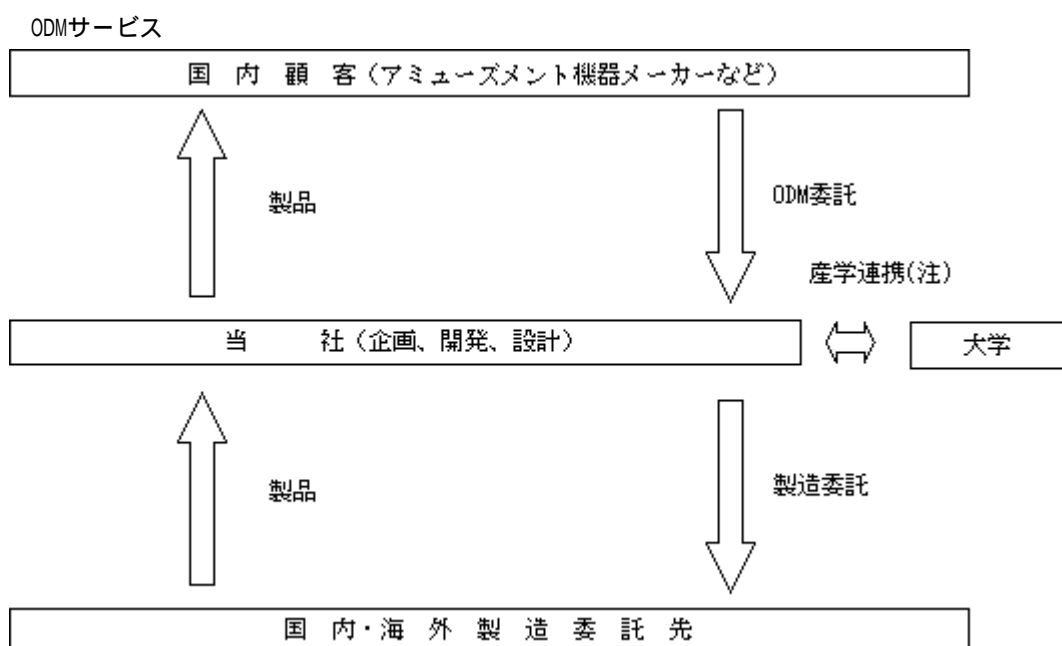 ODMサービス
国内顧客（アミューズメント機器メーカーなど）
製品
ODM委託
産学連携(注)
当社（企画、開発、設計）
大学
製品
製造委託
国内・海外製造委託先